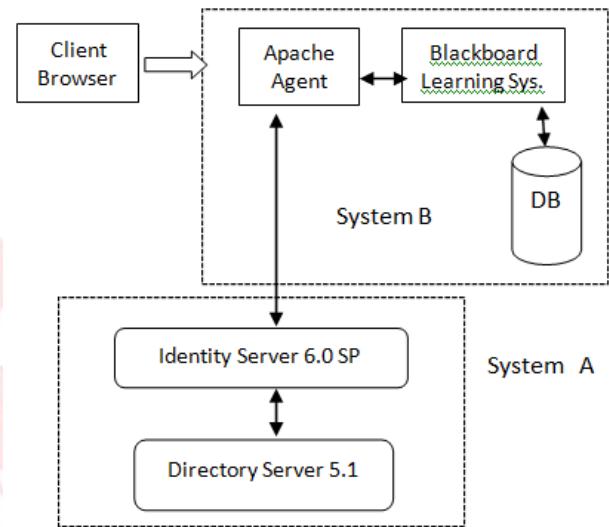 Client
Browser
Apache
Agent
Blackboard
Learning Sys.
DB
System B
Identity Server 6.0 SP
System A
Directory Server 5.1